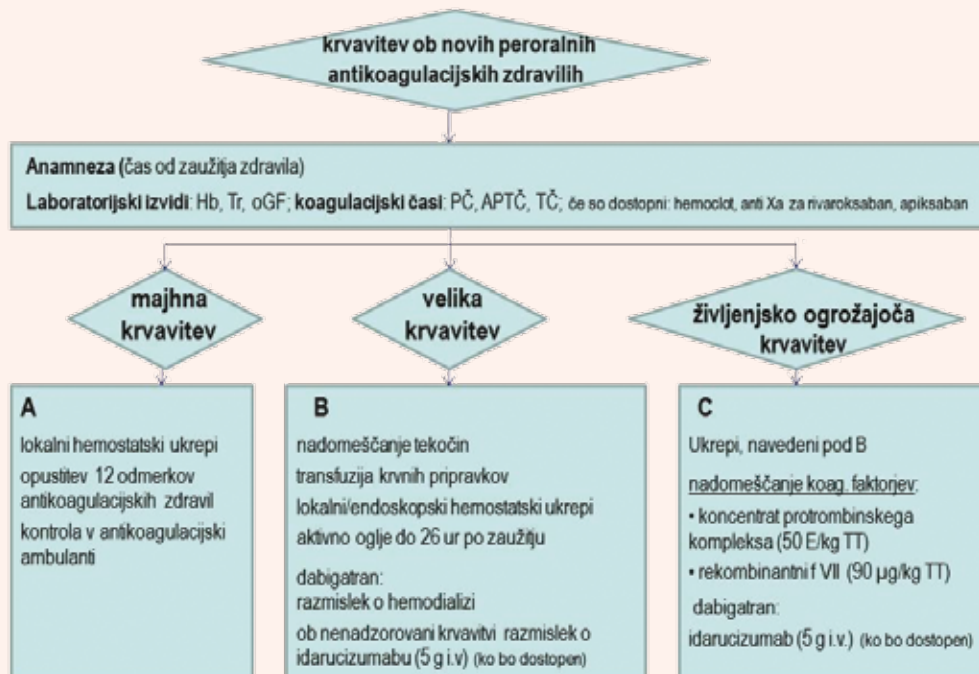 krvavitev ob novih peroralnih
antikoagulacijskih zdravilih
Anamneza (čas od zaužitja zdravila)
Laboratorijski izvidi: Hb, Tr, oGF; koagulacijski časi: PČ, APTČ, TČ; če so dostopni: hemoclot, anti Xa za rivaroksaban, apiksaban
majhna
krvavitev
velika
krvavitev
življenjsko ogrožajoča
krvavitev
A
lokalni hemostatski ukrepi
opustitev 12 odmerkov
antikoagulacijskih zdravil
kontrola v antikoagulacijski
ambulanti
B
nadomeščanje tekočin
transfuzija krvnih pripravkov
lokalni/endoskopski hemostatski ukrepi
aktivno oglje do 26 ur po zaužitju
dabigatran:
razmislek o hemodializi
ob nenadzorovani krvavitvi razmislek o
idarucizumabu (5 g i.v) (ko bo dostopen)
C
Ukrepi, navedeni pod B
nadomeščanje koag. faktorjev:
• koncentrat protrombinskega
kompleksa (50 E/kg TT)
• rekombinantni f VII (90 µg/kg TT)
dabigatran:
idarucizumab (5 g i.v.) (ko bo dostopen)